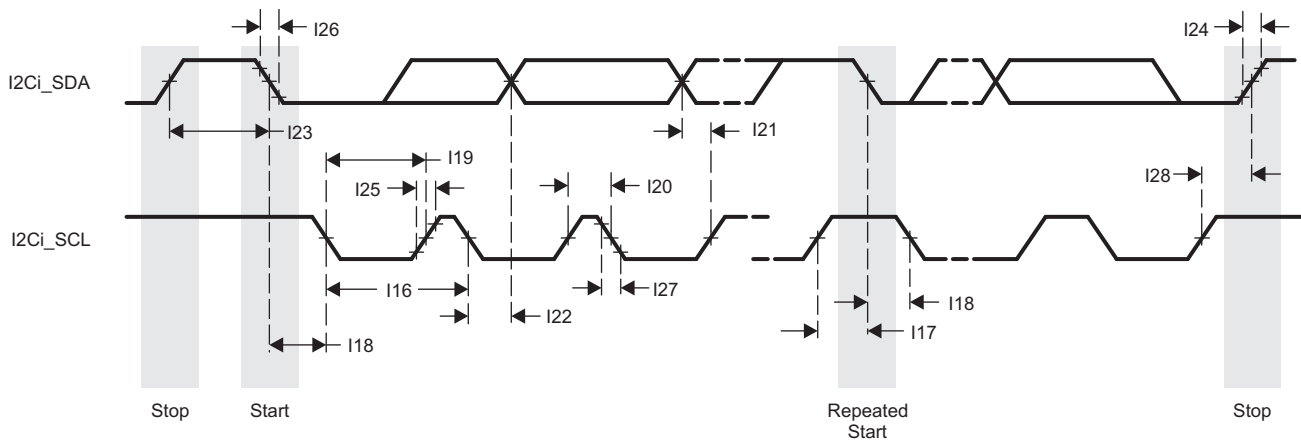 I26
I24
I2Ci_SDA
I23
I21
I19
I25
I20
I28
I2Ci_SCL
I16
I27
I22
I18
I17
I18
Stop
Start
Repeated
Start
Stop